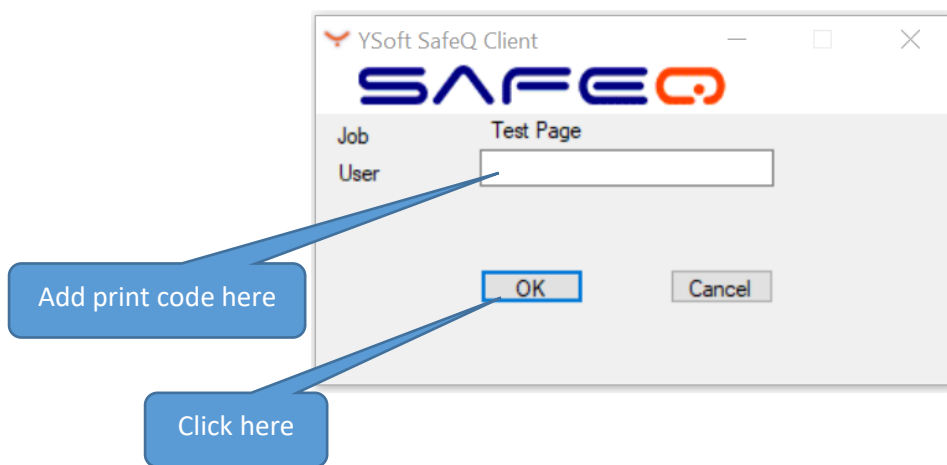 YSoft SafeQ Client
SAFEQ
Job Test Page
User
Add print code here
OK Cancel
Click here